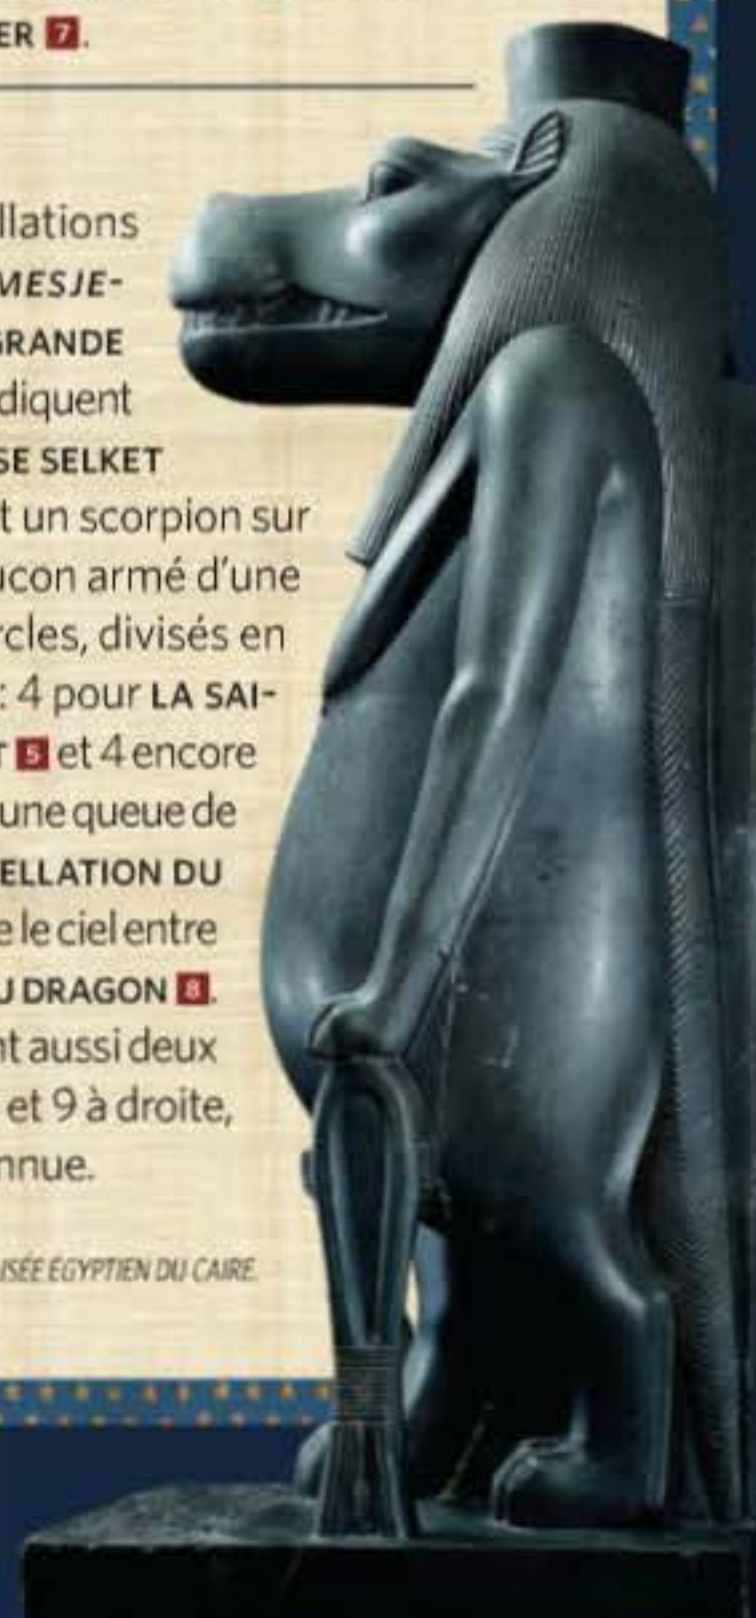 ER 7.
llations
MESJE-
GRANDE
diquent
SE SELKET
t un scorpion sur
ucon armé d'une
rcles, divisés en
: 4 pour LA SAI-
r 5 et 4 encore
une queue de
ELLATION DU
e le ciel entre
U DRAGON 8.
nt aussi deux
et 9 à droite,
nnue.
USÉE ÉGYPTIEN DU CAIRE.